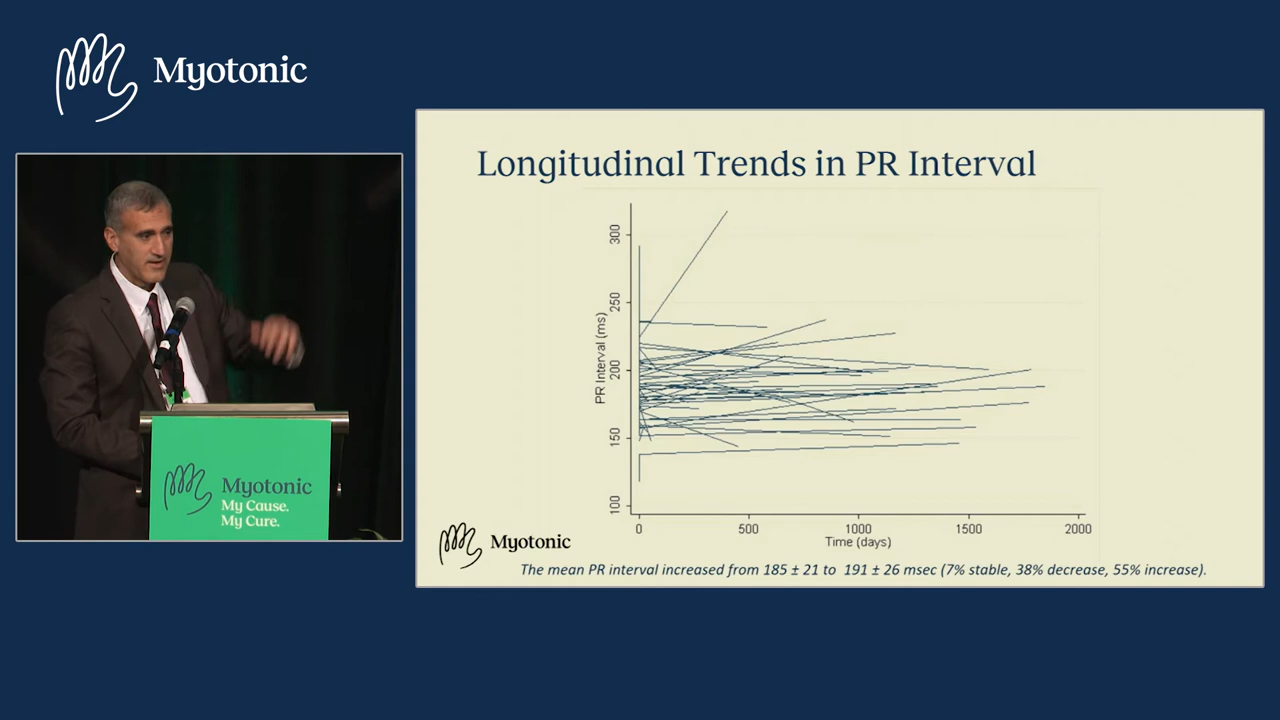 Myotonic
Longitudinal Trends in PR Interval
PR Interval (ms)
300
250
200
150
100
0
500
1000
1500
2000
Time (days)
Myotonic
The mean PR interval increased from 185 ± 21 to 191 ± 26 msec (7% stable, 38% decrease, 55% increase).
Myotonic
My Cause.
My Cure.